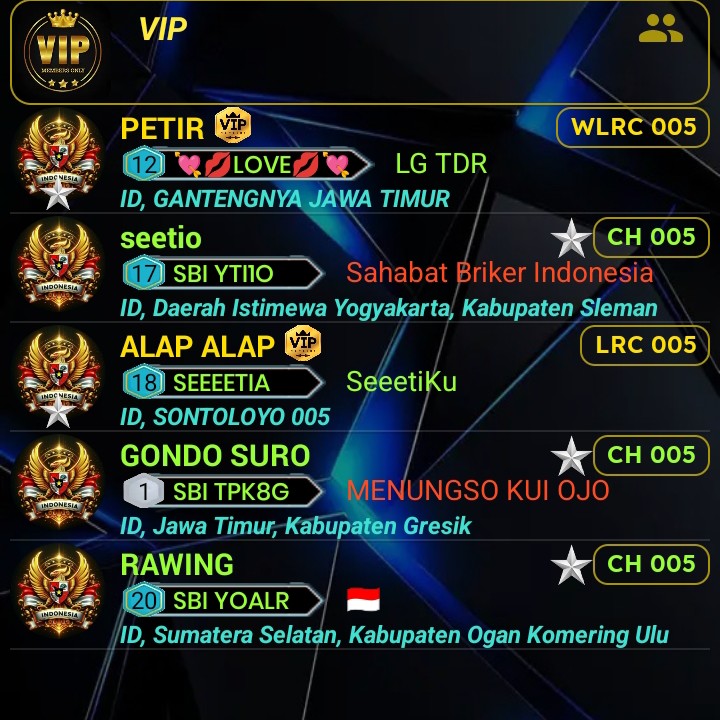 VIP
MEMBERS ONLY
VIP
INDONESIA
PETIR VIP
WLRC 005
12 💘💋LOVE💋💘 LG TDR
ID, GANTENGNYA JAWA TIMUR
INDONESIA
seetio
CH 005
17 SBI YTI1O Sahabat Briker Indonesia
ID, Daerah Istimewa Yogyakarta, Kabupaten Sleman
INDONESIA
ALAP ALAP VIP
LRC 005
18 SEEEETIA SeeetiKu
ID, SONTOLOYO 005
INDONESIA
GONDO SURO
CH 005
1 SBI TPK8G MENUNGSO KUI OJO
ID, Jawa Timur, Kabupaten Gresik
INDONESIA
RAWING
CH 005
20 SBI YOALR 🇮🇩
ID, Sumatera Selatan, Kabupaten Ogan Komering Ulu